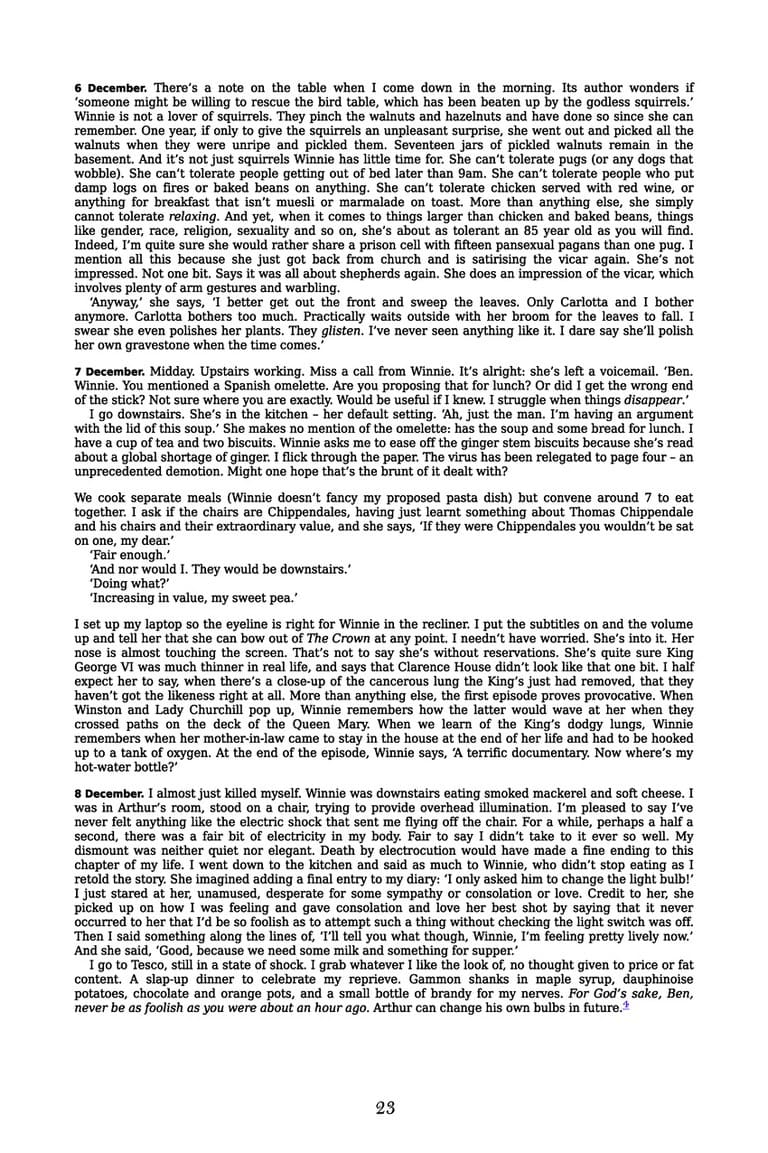 6 December. There’s a note on the table when I come down in the morning. Its author wonders if
‘someone might be willing to rescue the bird table, which has been beaten up by the godless squirrels.’
Winnie is not a lover of squirrels. They pinch the walnuts and hazelnuts and have done so since she can
remember. One year, if only to give the squirrels an unpleasant surprise, she went out and picked all the
walnuts when they were unripe and pickled them. Seventeen jars of pickled walnuts remain in the
basement. And it’s not just squirrels Winnie has little time for. She can’t tolerate pugs (or any dogs that
wobble). She can’t tolerate people getting out of bed later than 9am. She can’t tolerate people who put
damp logs on fires or baked beans on anything. She can’t tolerate chicken served with red wine, or
anything for breakfast that isn’t muesli or marmalade on toast. More than anything else, she simply
cannot tolerate relaxing. And yet, when it comes to things larger than chicken and baked beans, things
like gender, race, religion, sexuality and so on, she’s about as tolerant an 85 year old as you will find.
Indeed, I’m quite sure she would rather share a prison cell with fifteen pansexual pagans than one pug. I
mention all this because she just got back from church and is satirising the vicar again. She’s not
impressed. Not one bit. Says it was all about shepherds again. She does an impression of the vicar, which
involves plenty of arm gestures and warbling.
‘Anyway,’ she says, ‘I better get out the front and sweep the leaves. Only Carlotta and I bother
anymore. Carlotta bothers too much. Practically waits outside with her broom for the leaves to fall. I
swear she even polishes her plants. They glisten. I’ve never seen anything like it. I dare say she’ll polish
her own gravestone when the time comes.’
7 December. Midday. Upstairs working. Miss a call from Winnie. It’s alright: she’s left a voicemail. ‘Ben.
Winnie. You mentioned a Spanish omelette. Are you proposing that for lunch? Or did I get the wrong end
of the stick? Not sure where you are exactly. Would be useful if I knew. I struggle when things disappear.’
I go downstairs. She’s in the kitchen – her default setting. ‘Ah, just the man. I’m having an argument
with the lid of this soup.’ She makes no mention of the omelette: has the soup and some bread for lunch. I
have a cup of tea and two biscuits. Winnie asks me to ease off the ginger stem biscuits because she’s read
about a global shortage of ginger. I flick through the paper. The virus has been relegated to page four – an
unprecedented demotion. Might one hope that’s the brunt of it dealt with?
We cook separate meals (Winnie doesn’t fancy my proposed pasta dish) but convene around 7 to eat
together. I ask if the chairs are Chippendales, having just learnt something about Thomas Chippendale
and his chairs and their extraordinary value, and she says, ‘If they were Chippendales you wouldn’t be sat
on one, my dear.’
‘Fair enough.’
‘And nor would I. They would be downstairs.’
‘Doing what?’
‘Increasing in value, my sweet pea.’
I set up my laptop so the eyeline is right for Winnie in the recliner. I put the subtitles on and the volume
up and tell her that she can bow out of The Crown at any point. I needn’t have worried. She’s into it. Her
nose is almost touching the screen. That’s not to say she’s without reservations. She’s quite sure King
George VI was much thinner in real life, and says that Clarence House didn’t look like that one bit. I half
expect her to say, when there’s a close-up of the cancerous lung the King’s just had removed, that they
haven’t got the likeness right at all. More than anything else, the first episode proves provocative. When
Winston and Lady Churchill pop up, Winnie remembers how the latter would wave at her when they
crossed paths on the deck of the Queen Mary. When we learn of the King’s dodgy lungs, Winnie
remembers when her mother-in-law came to stay in the house at the end of her life and had to be hooked
up to a tank of oxygen. At the end of the episode, Winnie says, ‘A terrific documentary. Now where’s my
hot-water bottle?’
8 December. I almost just killed myself. Winnie was downstairs eating smoked mackerel and soft cheese. I
was in Arthur’s room, stood on a chair, trying to provide overhead illumination. I’m pleased to say I’ve
never felt anything like the electric shock that sent me flying off the chair. For a while, perhaps a half a
second, there was a fair bit of electricity in my body. Fair to say I didn’t take to it ever so well. My
dismount was neither quiet nor elegant. Death by electrocution would have made a fine ending to this
chapter of my life. I went down to the kitchen and said as much to Winnie, who didn’t stop eating as I
retold the story. She imagined adding a final entry to my diary: ‘I only asked him to change the light bulb!’
I just stared at her, unamused, desperate for some sympathy or consolation or love. Credit to her, she
picked up on how I was feeling and gave consolation and love her best shot by saying that it never
occurred to her that I’d be so foolish as to attempt such a thing without checking the light switch was off.
Then I said something along the lines of, ‘I’ll tell you what though, Winnie, I’m feeling pretty lively now.’
And she said, ‘Good, because we need some milk and something for supper.’
I go to Tesco, still in a state of shock. I grab whatever I like the look of, no thought given to price or fat
content. A slap-up dinner to celebrate my reprieve. Gammon shanks in maple syrup, dauphinoise
potatoes, chocolate and orange pots, and a small bottle of brandy for my nerves. For God’s sake, Ben,
never be as foolish as you were about an hour ago. Arthur can change his own bulbs in future.4
23